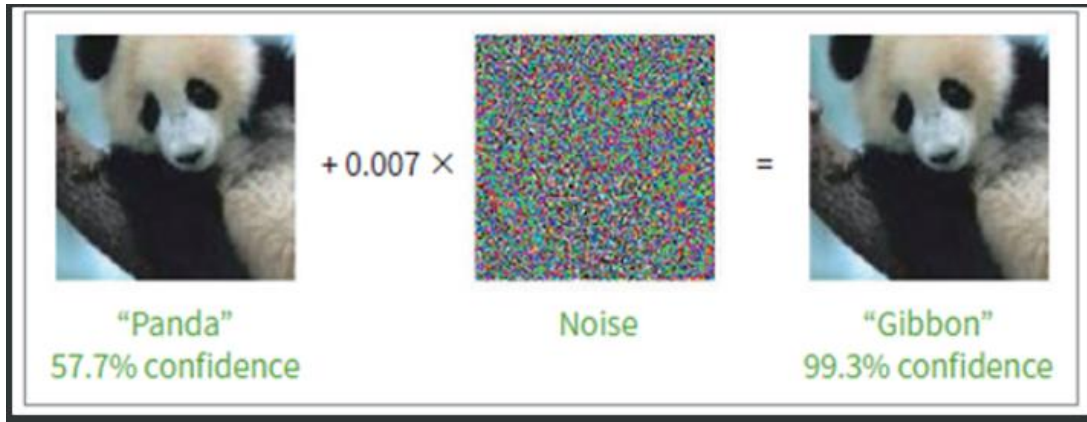 + 0.007 ×
=
“Panda”
57.7% confidence
Noise
“Gibbon”
99.3% confidence